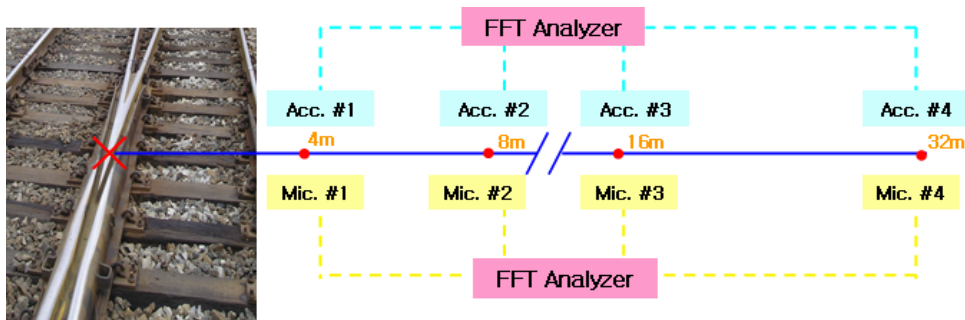 FFT Analyzer
Acc. #1
Acc. #2
Acc. #3
Acc. #4
4m
8m
16m
32m
Mic. #1
Mic. #2
Mic. #3
Mic. #4
FFT Analyzer